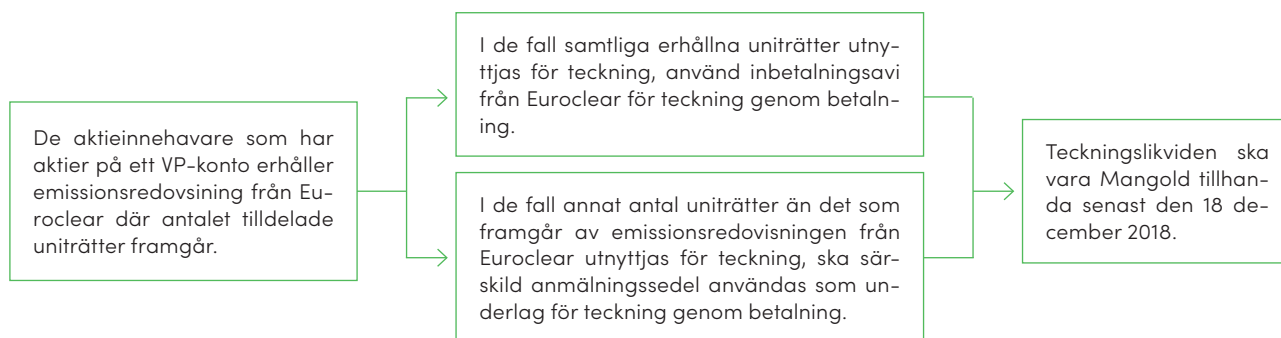 De aktieinnehavare som har
aktier på ett VP-konto erhåller
emissionsredovsining från Eu-
roclear där antalet tilldelade
uniträtter framgår.
I de fall samtliga erhållna uniträtter utny-
ttjas för teckning, använd inbetalningsavi
från Euroclear för teckning genom betaln-
ing.
I de fall annat antal uniträtter än det som
framgår av emissionsredovisningen från
Euroclear utnyttjas för teckning, ska sär-
skild anmälningssedel användas som un-
derlag för teckning genom betalning.
Teckningslikviden ska
vara Mangold tillhan-
da senast den 18 de-
cember 2018.